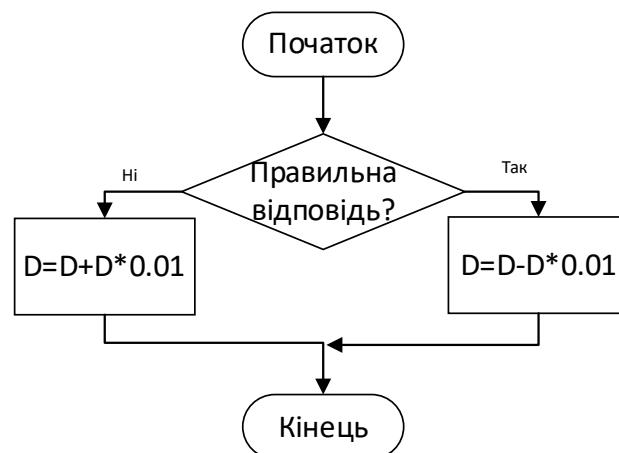 Початок
Ні
Правильна
відповідь?
Так
D=D+D*0.01
D=D-D*0.01
Кінець